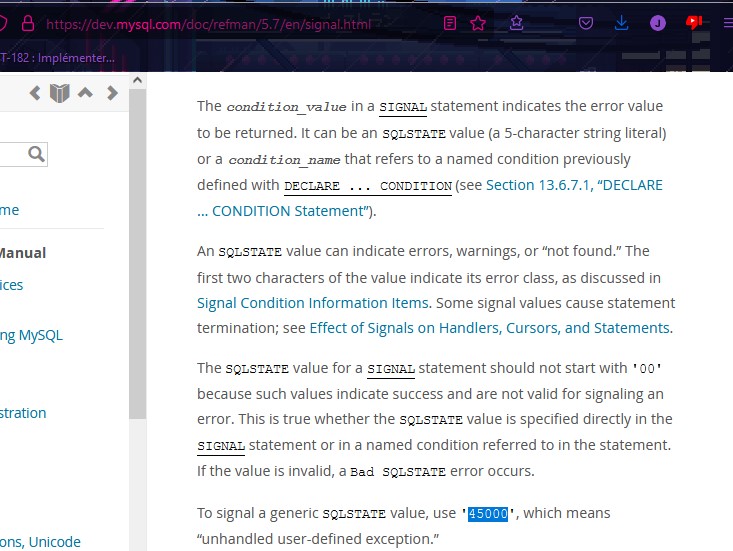 https://dev.mysql.com/doc/refman/5.7/en/signal.html
J
T-182 : Implémenter...
The condition_value in a SIGNAL statement indicates the error value
to be returned. It can be an SQLSTATE value (a 5-character string literal)
or a condition_name that refers to a named condition previously
defined with DECLARE ... CONDITION (see Section 13.6.7.1, “DECLARE
... CONDITION Statement”).
me
An SQLSTATE value can indicate errors, warnings, or “not found.” The
Manual
first two characters of the value indicate its error class, as discussed in
ices
Signal Condition Information Items. Some signal values cause statement
termination; see Effect of Signals on Handlers, Cursors, and Statements.
ng MySQL
The SQLSTATE value for a SIGNAL statement should not start with '00'
because such values indicate success and are not valid for signaling an
stration
error. This is true whether the SQLSTATE value is specified directly in the
SIGNAL statement or in a named condition referred to in the statement.
If the value is invalid, a Bad SQLSTATE error occurs.
To signal a generic SQLSTATE value, use '45000', which means
“unhandled user-defined exception.”
ons, Unicode